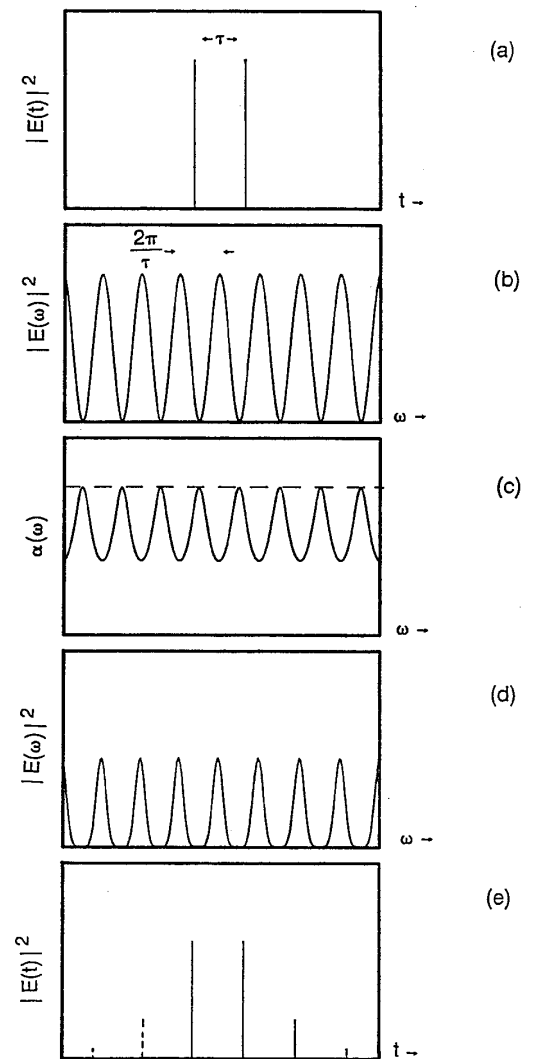 ←τ→
(a)
|E(t)|²
t →
2π/τ → ←
(b)
|E(ω)|²
ω →
(c)
α(ω)
ω →
(d)
|E(ω)|²
ω →
(e)
|E(t)|²
t →